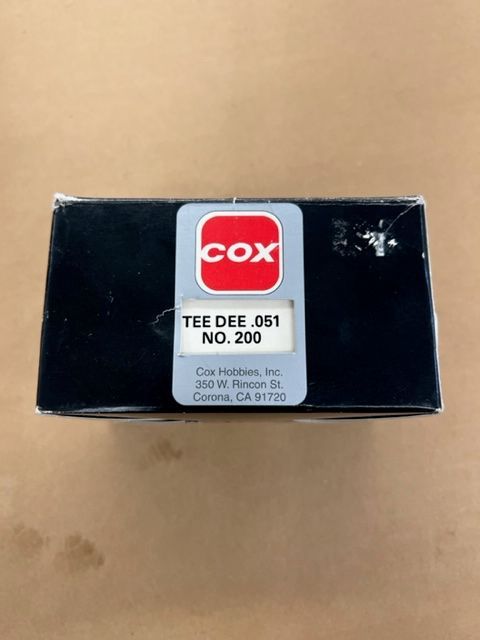 COX
TEE DEE .051
NO. 200
Cox Hobbies, Inc.
350 W. Rincon St.
Corona, CA 91720